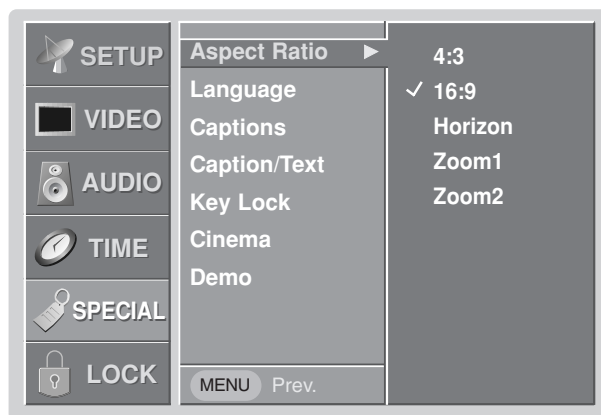 SETUP
VIDEO
AUDIO
TIME
SPECIAL
LOCK
Aspect Ratio ►
Language
Captions
Caption/Text
Key Lock
Cinema
Demo
MENU Prev.
4:3
✓ 16:9
Horizon
Zoom1
Zoom2